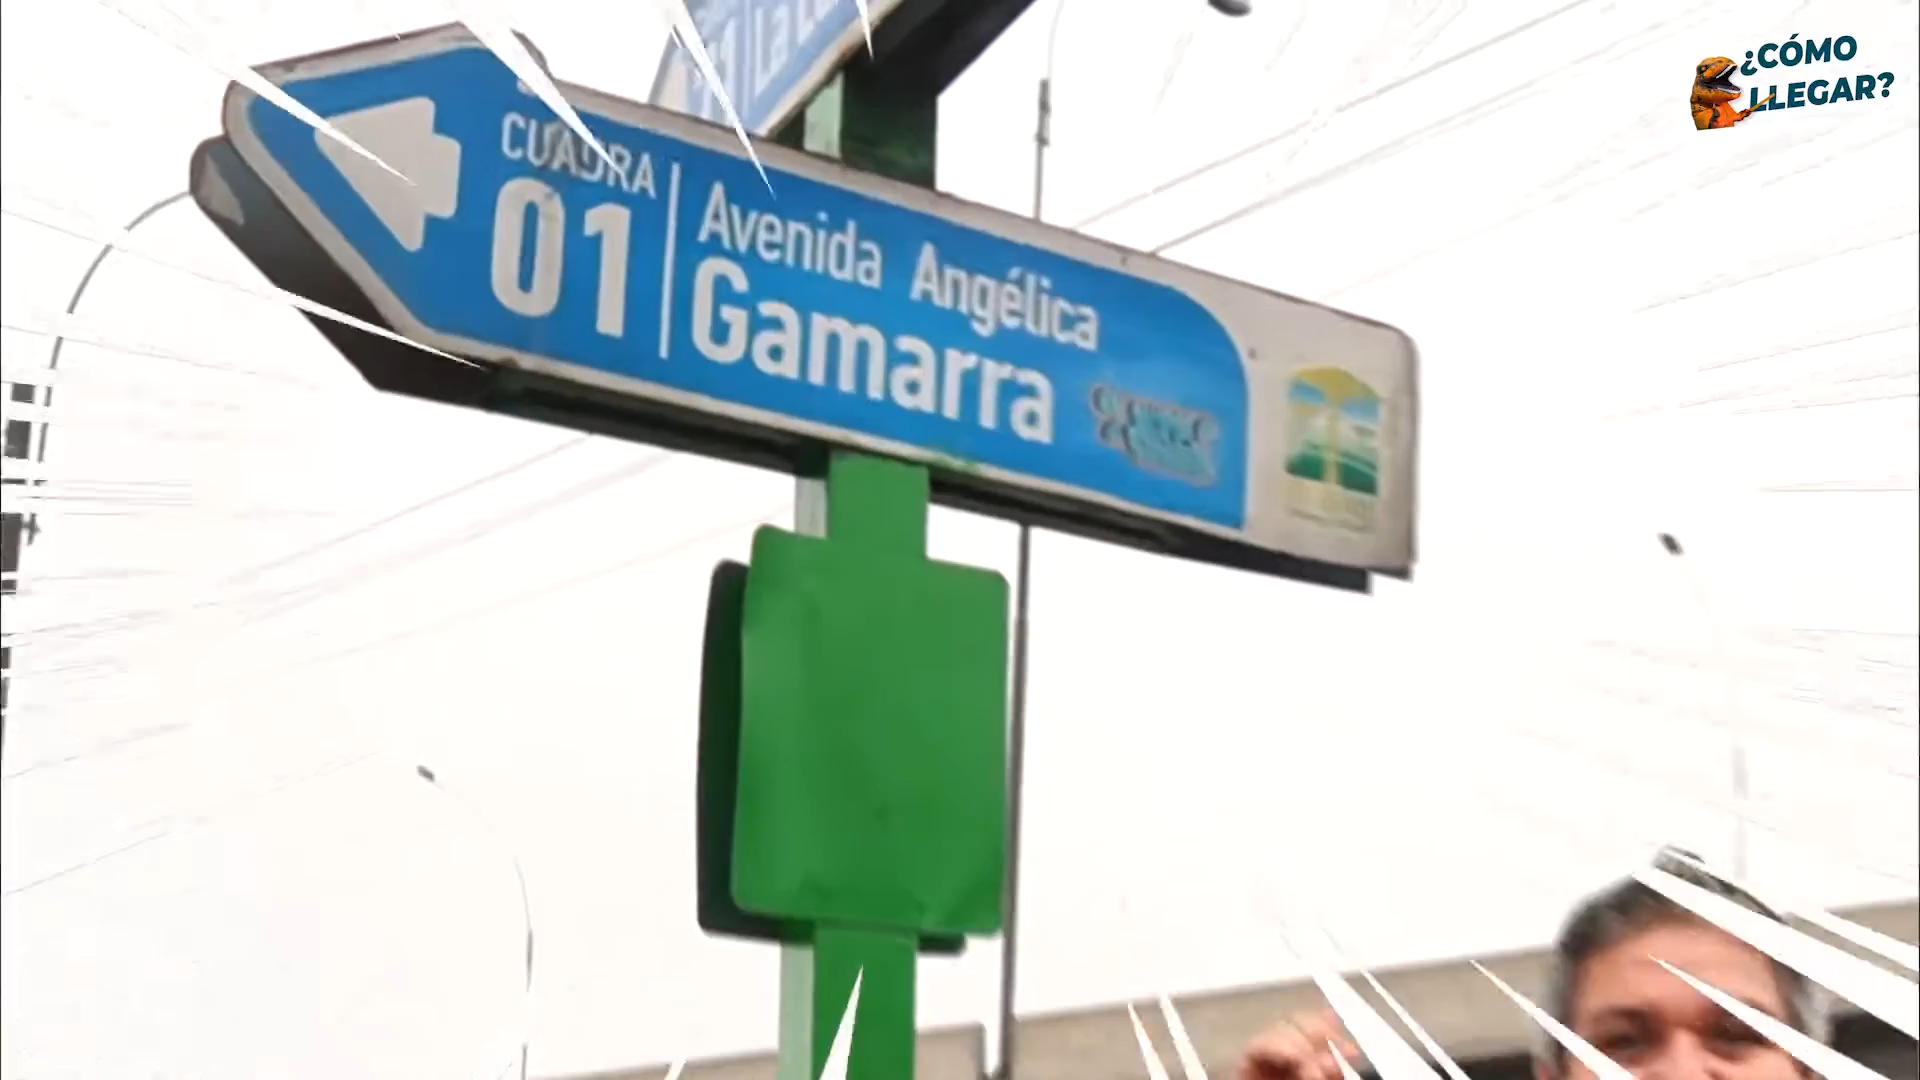 ¿CÓMO
LLEGAR?
CUADRA
01
Avenida Angélica
Gamarra